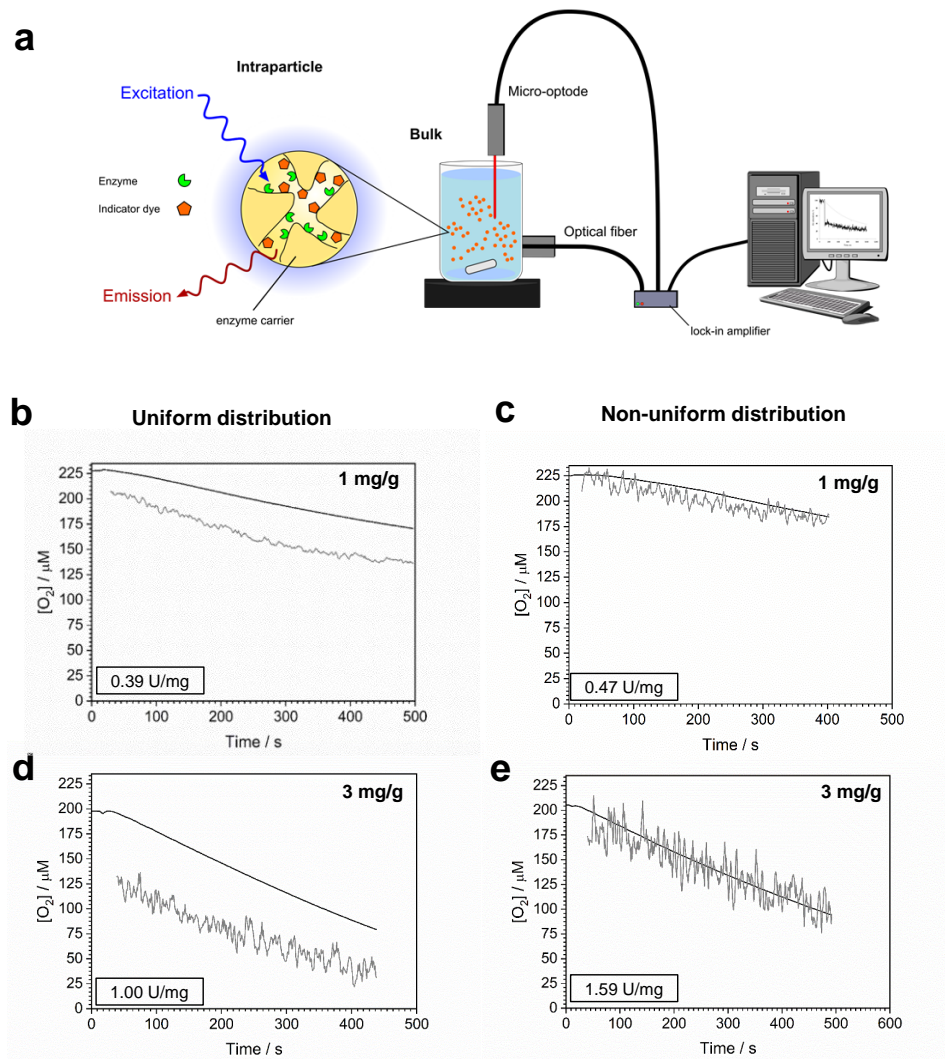 a
Intraparticle
Excitation
Enzyme
Indicator dye
Emission
enzyme carrier
Bulk
Micro-optode
Optical fiber
lock-in amplifier
b
Uniform distribution
1 mg/g
[O2] / μM
225
200
175
150
125
100
75
50
25
0
0.39 U/mg
0 100 200 300 400 500
Time / s
c
Non-uniform distribution
1 mg/g
[O2] / μM
225
200
175
150
125
100
75
50
25
0
0.47 U/mg
0 100 200 300 400 500
Time / s
d
3 mg/g
[O2] / μM
225
200
175
150
125
100
75
50
25
0
1.00 U/mg
0 100 200 300 400 500
Time / s
e
3 mg/g
[O2] / μM
225
200
175
150
125
100
75
50
25
0
1.59 U/mg
0 100 200 300 400 500 600
Time / s